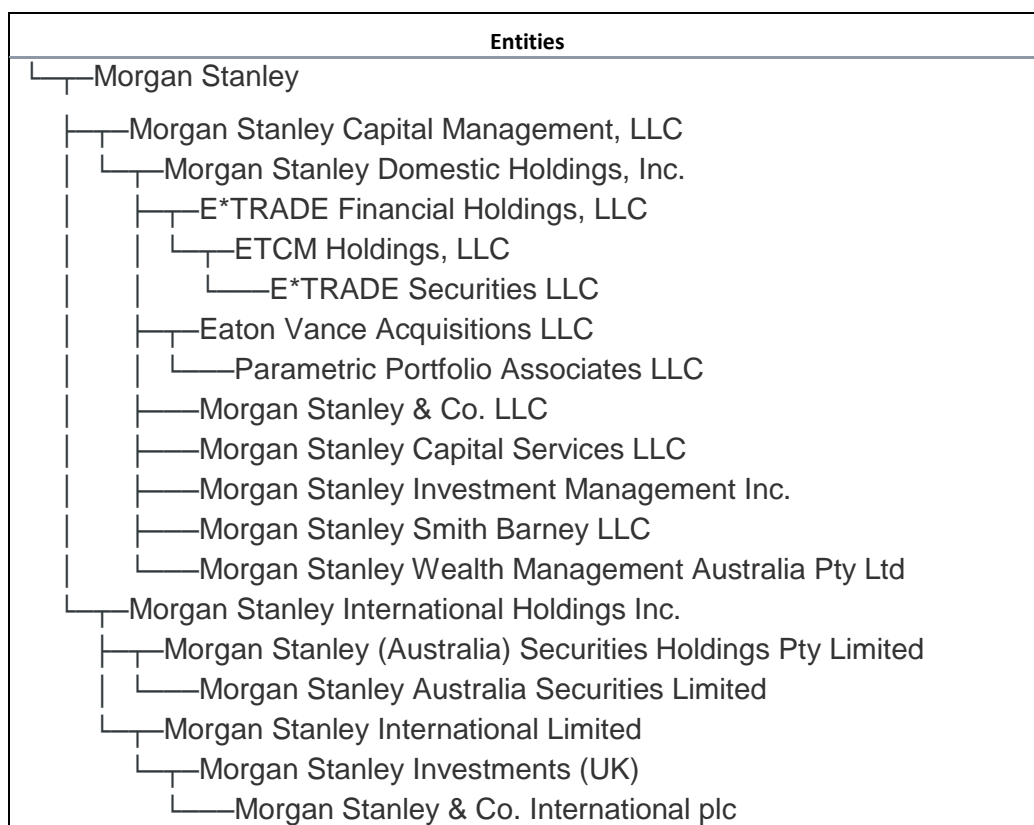 Entities
Morgan Stanley
Morgan Stanley Capital Management, LLC
Morgan Stanley Domestic Holdings, Inc.
E*TRADE Financial Holdings, LLC
ETCM Holdings, LLC
E*TRADE Securities LLC
Eaton Vance Acquisitions LLC
Parametric Portfolio Associates LLC
Morgan Stanley & Co. LLC
Morgan Stanley Capital Services LLC
Morgan Stanley Investment Management Inc.
Morgan Stanley Smith Barney LLC
Morgan Stanley Wealth Management Australia Pty Ltd
Morgan Stanley International Holdings Inc.
Morgan Stanley (Australia) Securities Holdings Pty Limited
Morgan Stanley Australia Securities Limited
Morgan Stanley International Limited
Morgan Stanley Investments (UK)
Morgan Stanley & Co. International plc